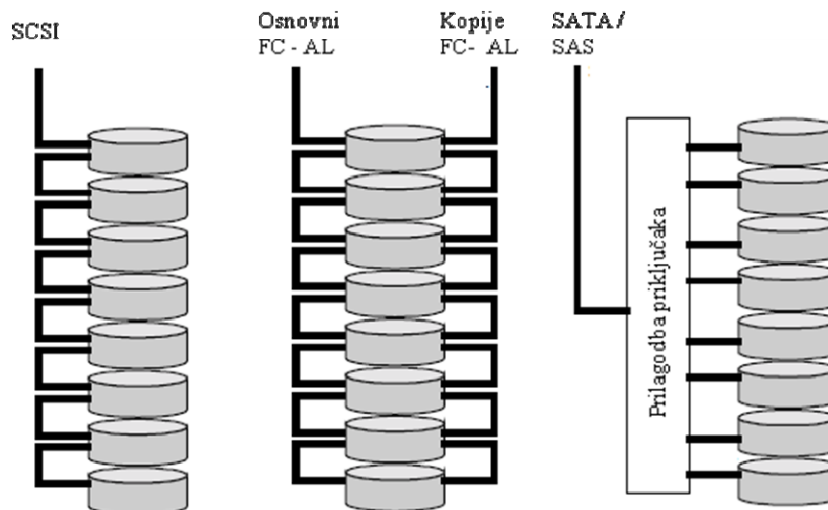 SCSI
Osnovni
FC - AL
Kopije
FC- AL
SATA/
SAS
Prilagodba priključaka